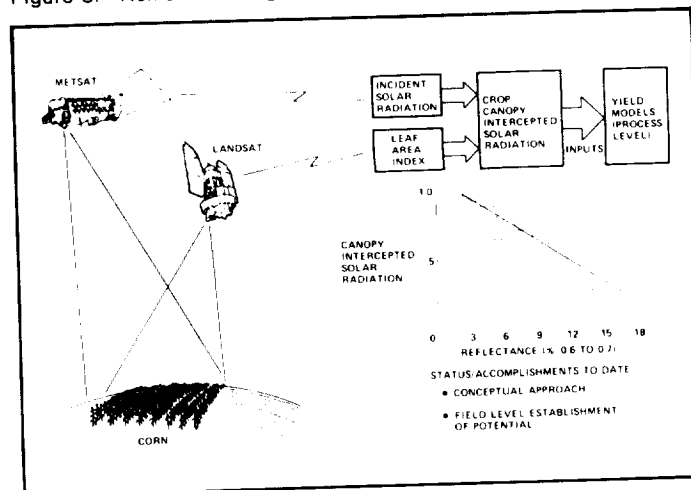 METSAT
LANDSAT
CORN
INCIDENT
SOLAR
RADIATION
LEAF
AREA
INDEX
CROP
CANOPY
INTERCEPTED
SOLAR
RADIATION
INPUTS
YIELD
MODELS
(PROCESS
LEVEL)
CANOPY
INTERCEPTED
SOLAR
RADIATION
1.0
5
0 3 6 9 12 15 18
REFLECTANCE (% 0.6 TO 0.7)
STATUS/ACCOMPLISHMENTS TO DATE
• CONCEPTUAL APPROACH
• FIELD LEVEL ESTABLISHMENT
OF POTENTIAL